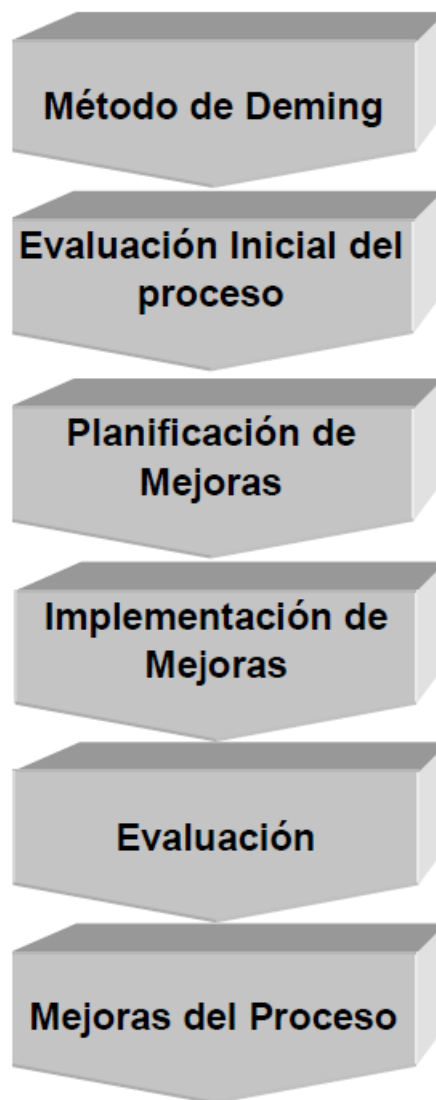 Método de Deming
Evaluación Inicial del
proceso
Planificación de
Mejoras
Implementación de
Mejoras
Evaluación
Mejoras del Proceso